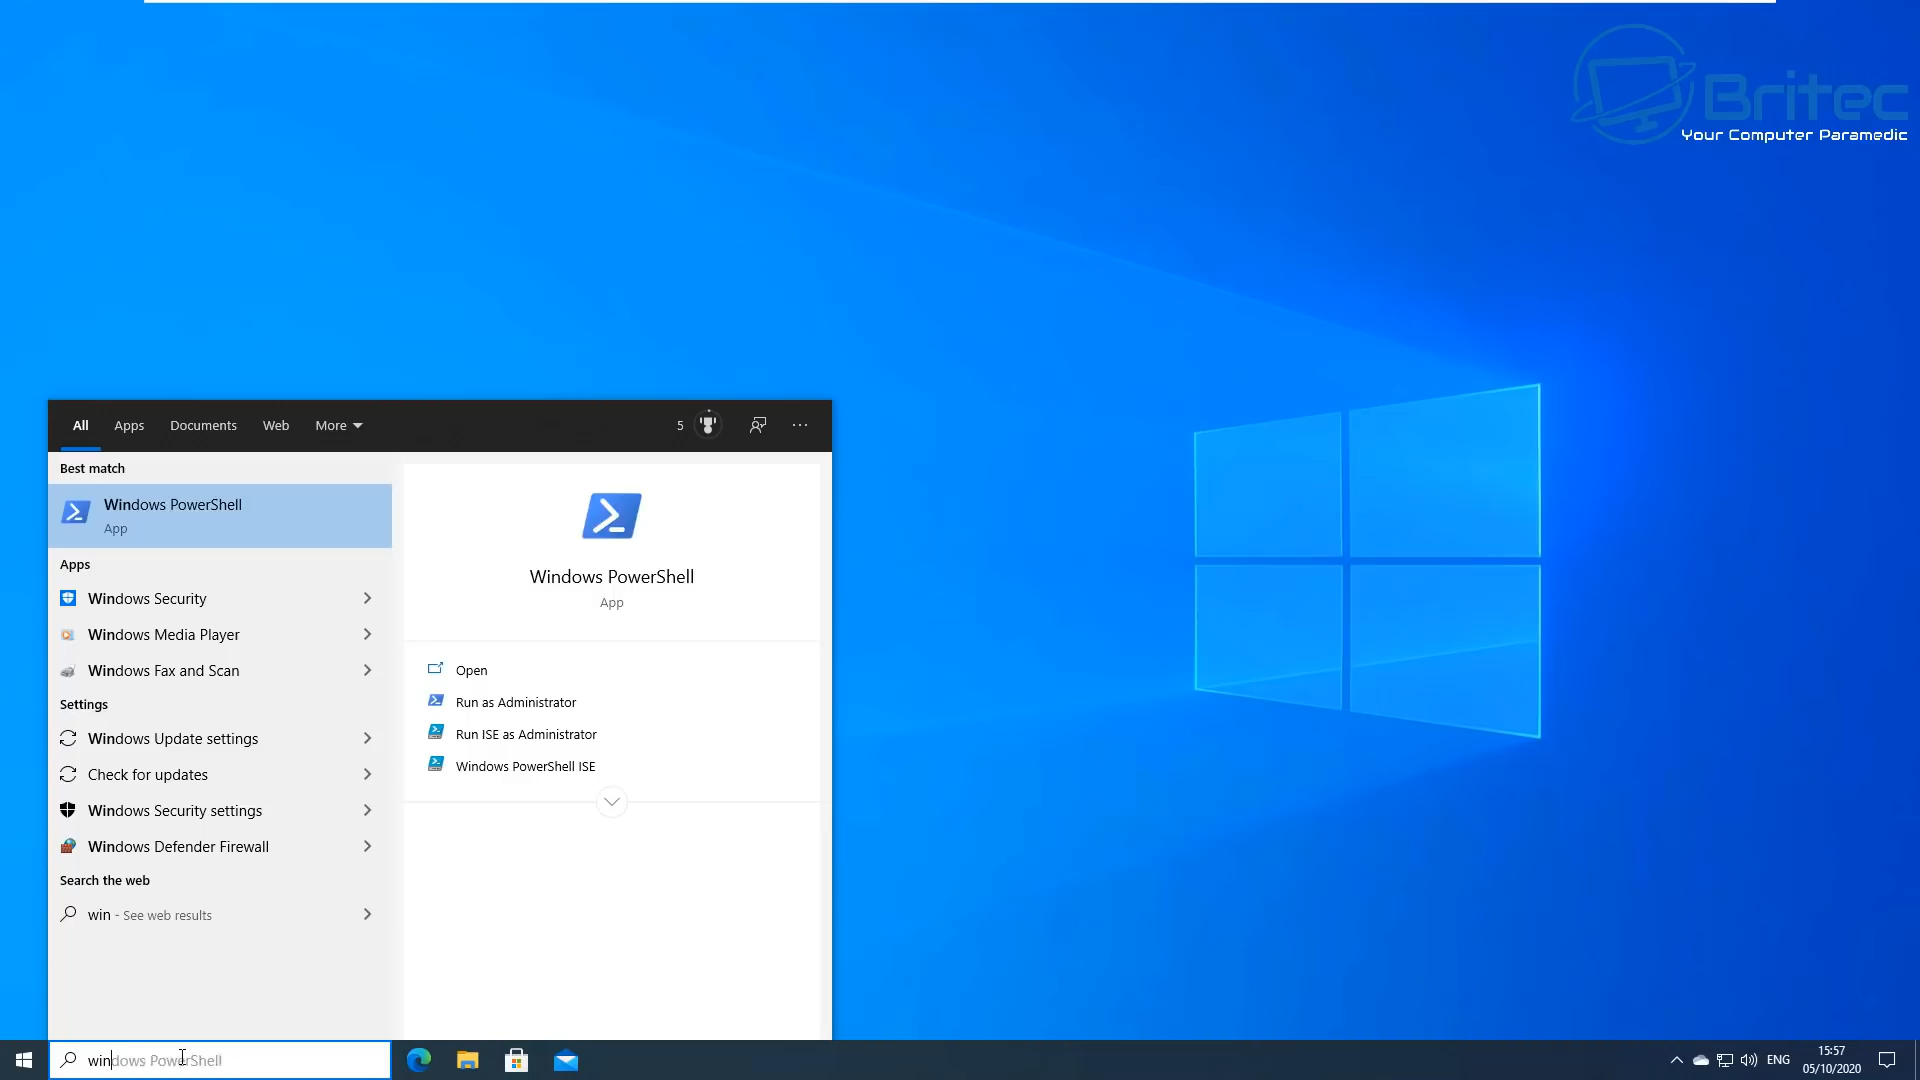 Britec
Your Computer Paramedic
All
Apps
Documents
Web
More
5
Best match
Windows PowerShell
App
Apps
Windows Security
Windows Media Player
Windows Fax and Scan
Settings
Windows Update settings
Check for updates
Windows Security settings
Windows Defender Firewall
Search the web
win - See web results
Windows PowerShell
App
Open
Run as Administrator
Run ISE as Administrator
Windows PowerShell ISE
windows PowerShell
ENG
15:57
05/10/2020